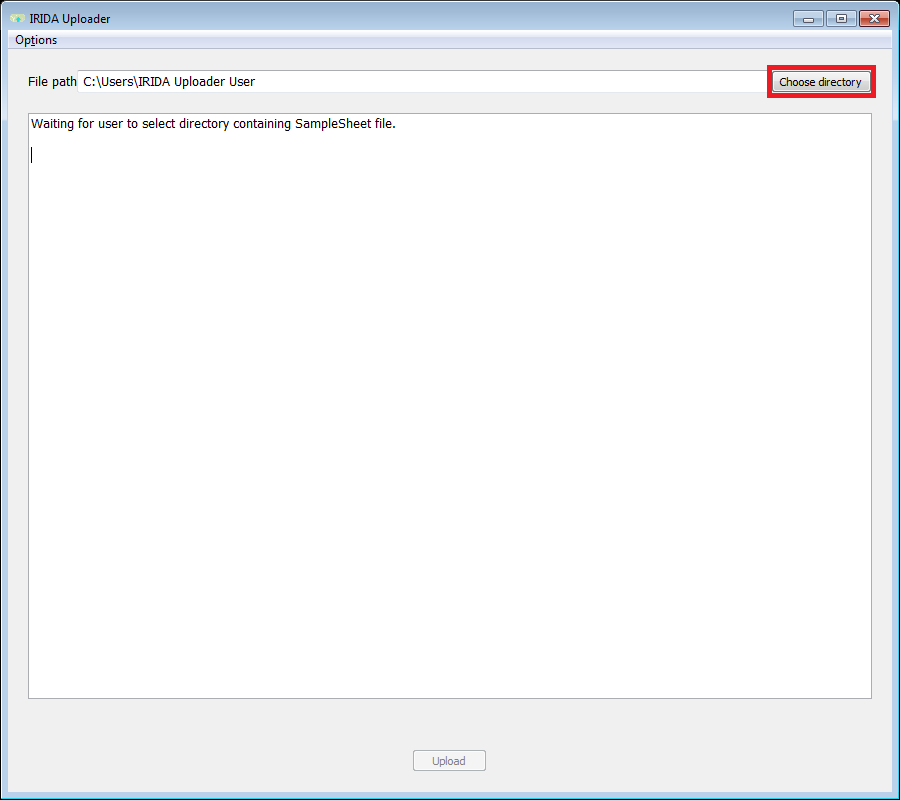 IRIDA Uploader
Options
File path C:\Users\IRIDA Uploader User Choose directory
Waiting for user to select directory containing SampleSheet file.
Upload